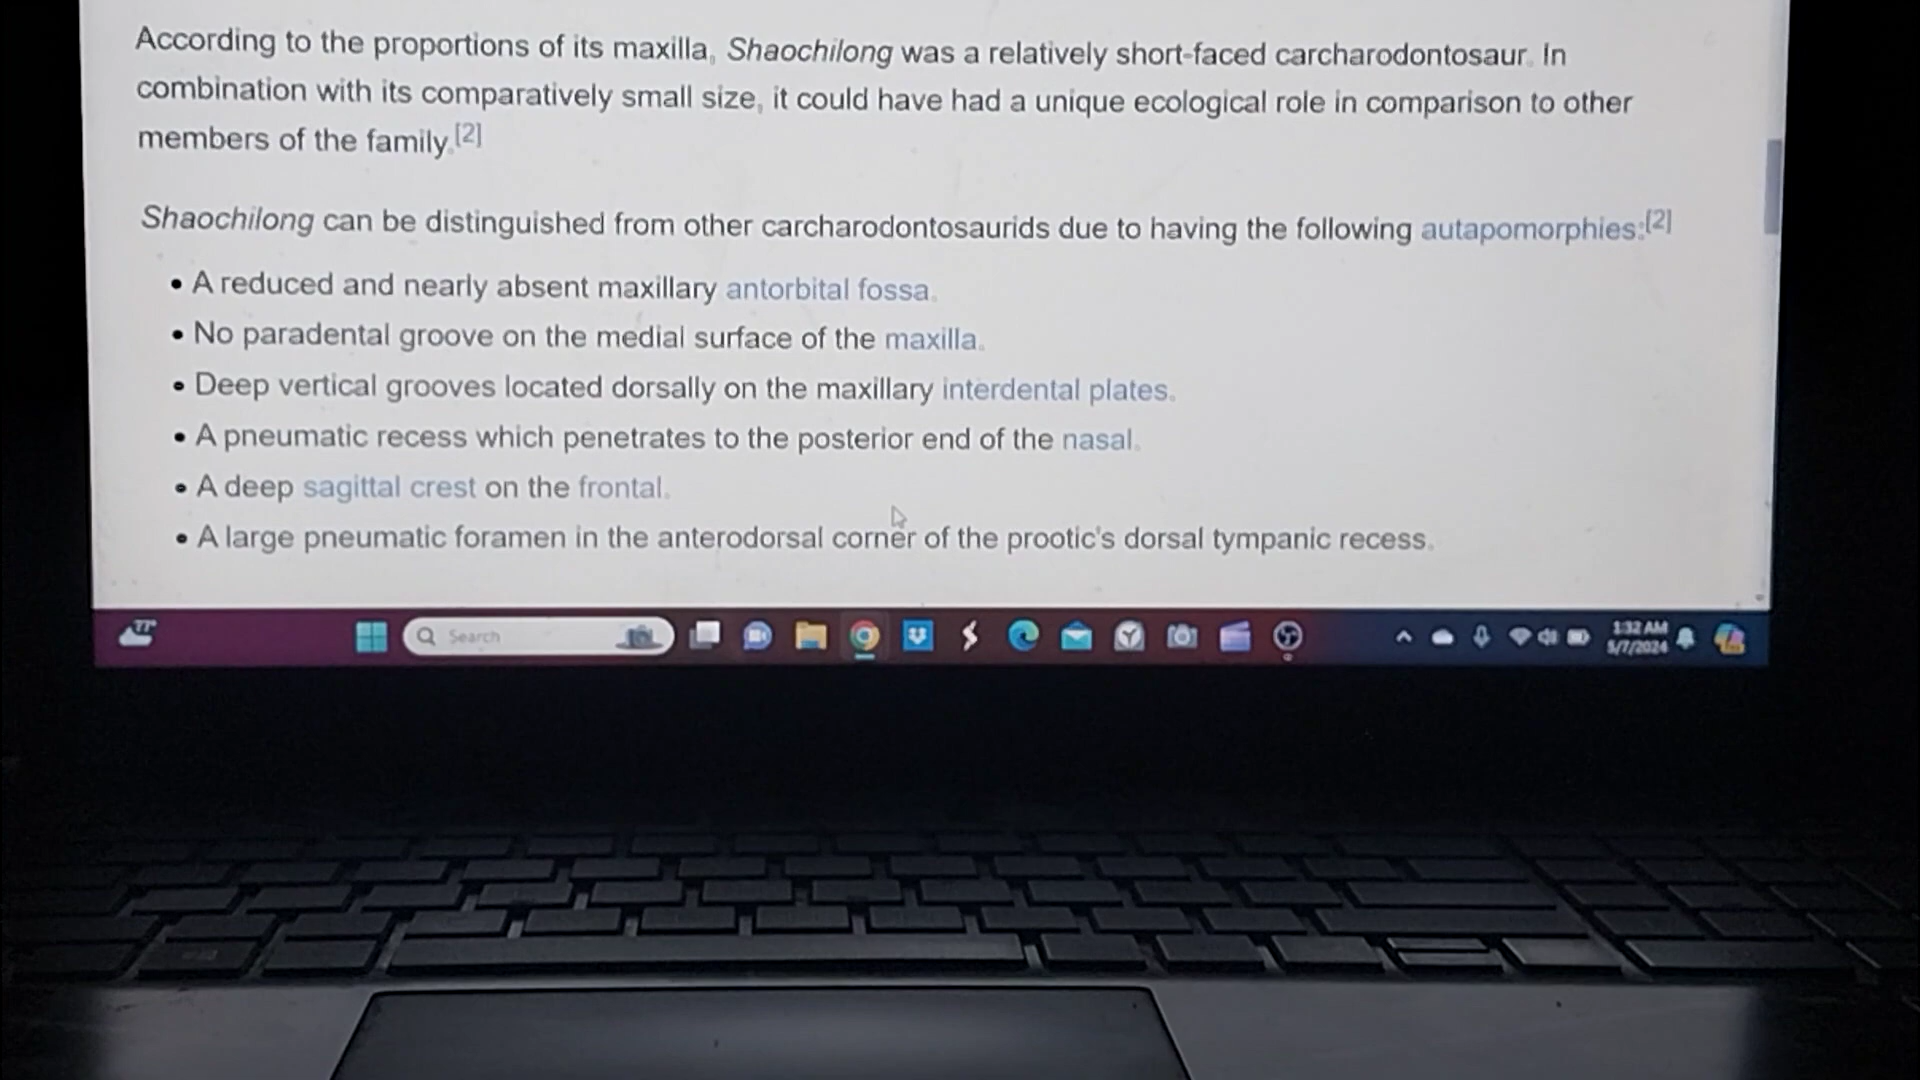 According to the proportions of its maxilla, Shaochilong was a relatively short-faced carcharodontosaur. In
combination with its comparatively small size, it could have had a unique ecological role in comparison to other
members of the family.[2]
Shaochilong can be distinguished from other carcharodontosaurids due to having the following autapomorphies:[2]
• A reduced and nearly absent maxillary antorbital fossa.
• No paradental groove on the medial surface of the maxilla.
• Deep vertical grooves located dorsally on the maxillary interdental plates.
• A pneumatic recess which penetrates to the posterior end of the nasal.
• A deep sagittal crest on the frontal.
• A large pneumatic foramen in the anterodorsal corner of the prootic's dorsal tympanic recess.
77°
Search
1:32 AM
5/7/2024